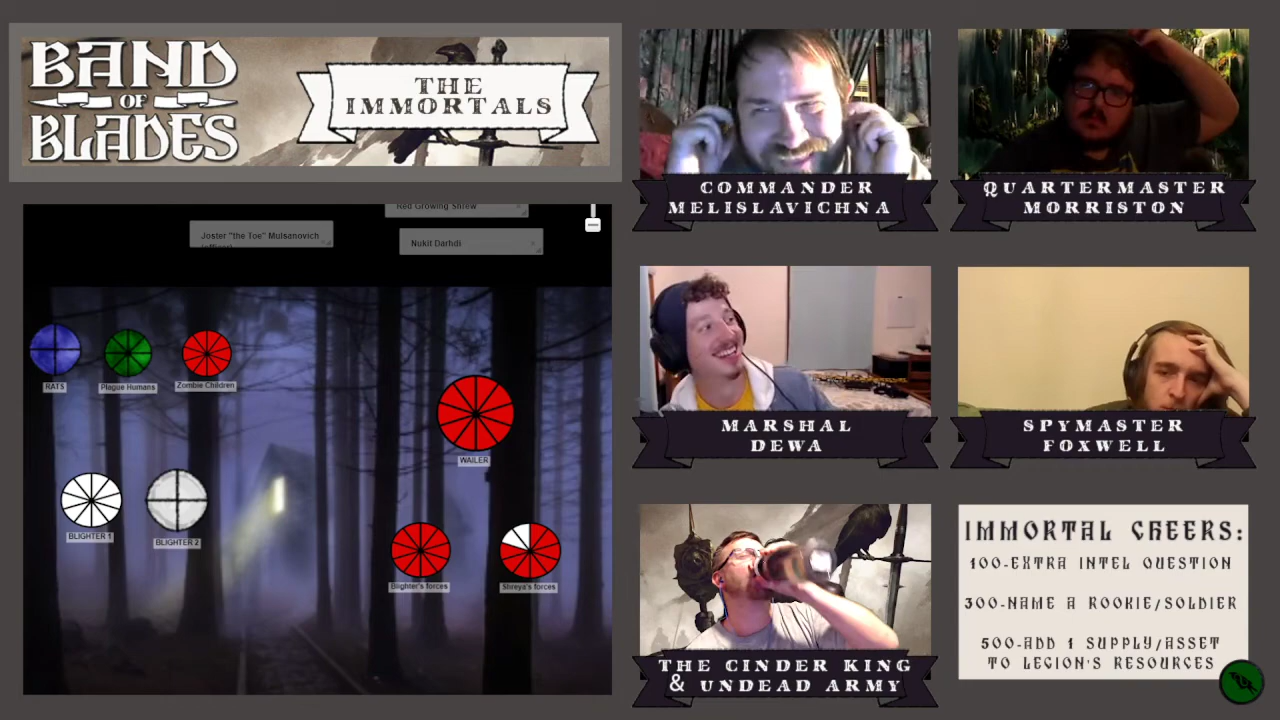 BAND
OF
BLADES
THE
IMMORTALS
Red Growing Shrew
Joster "the Toe" Mulsanovich
(officer)
Nukit Darhdi
RATS
Plague Humans
Zombie Children
WAILER
BLIGHTER 1
BLIGHTER 2
Blighter's forces
Shreya's forces
COMMANDER
MELISLAVICHNA
QUARTERMASTER
MORRISTON
MARSHAL
DEWA
SPYMASTER
FOXWELL
THE CINDER KING
& UNDEAD ARMY
IMMORTAL CHEERS:
100-EXTRA INTEL QUESTION
300-NAME A ROOKIE/SOLDIER
500-ADD 1 SUPPLY/ASSET
TO LEGION'S RESOURCES